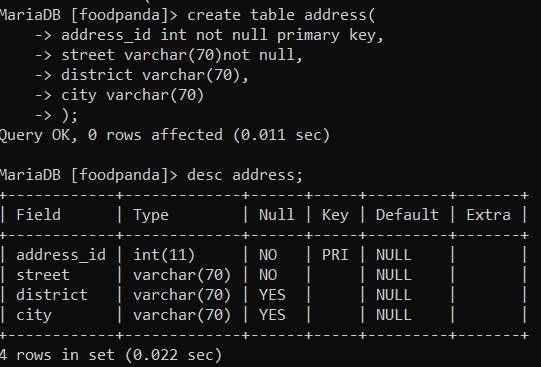 MariaDB [foodpanda]> create table address(
    -> address_id int not null primary key,
    -> street varchar(70)not null,
    -> district varchar(70),
    -> city varchar(70)
    -> );
Query OK, 0 rows affected (0.011 sec)

MariaDB [foodpanda]> desc address;
+------------+-------------+------+-----+---------+-------+
| Field      | Type        | Null | Key | Default | Extra |
+------------+-------------+------+-----+---------+-------+
| address_id | int(11)     | NO   | PRI | NULL    |       |
| street     | varchar(70) | NO   |     | NULL    |       |
| district   | varchar(70) | YES  |     | NULL    |       |
| city       | varchar(70) | YES  |     | NULL    |       |
+------------+-------------+------+-----+---------+-------+
4 rows in set (0.022 sec)